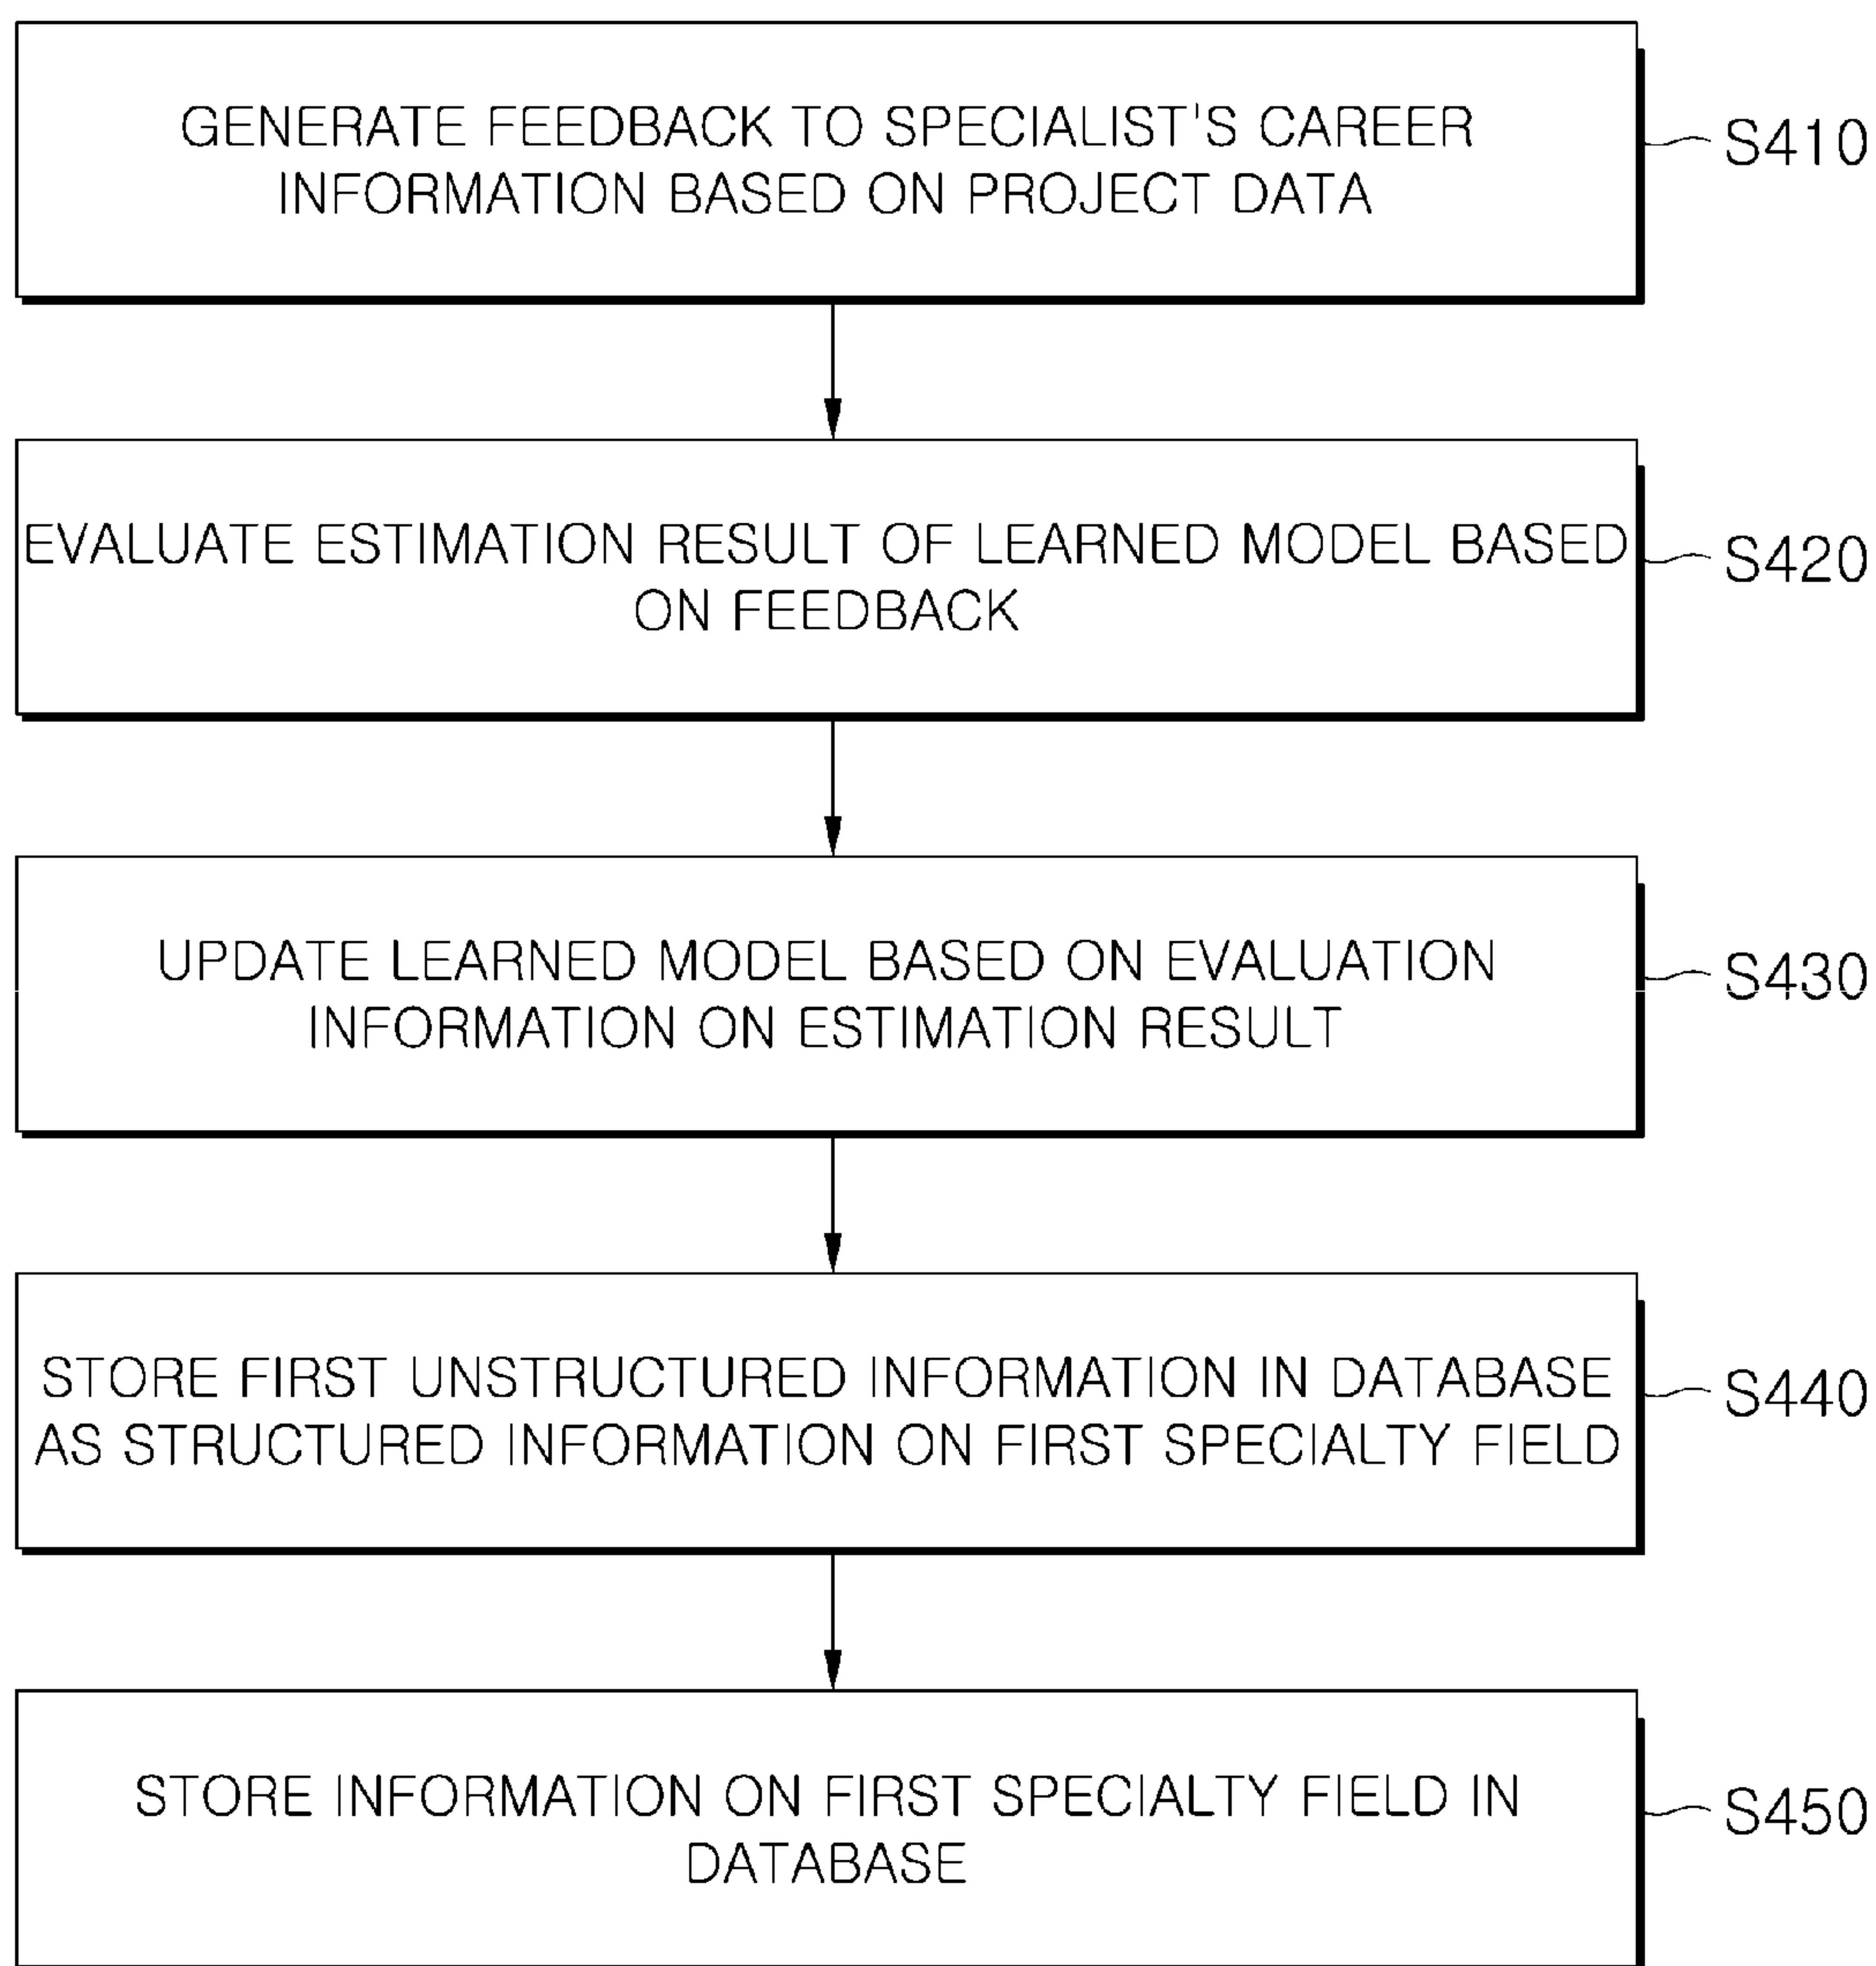 GENERATE FEEDBACK TO SPECIALIST'S CAREER
INFORMATION BASED ON PROJECT DATA
S410
EVALUATE ESTIMATION RESULT OF LEARNED MODEL BASED
ON FEEDBACK
S420
UPDATE LEARNED MODEL BASED ON EVALUATION
INFORMATION ON ESTIMATION RESULT
S430
STORE FIRST UNSTRUCTURED INFORMATION IN DATABASE
AS STRUCTURED INFORMATION ON FIRST SPECIALTY FIELD
S440
STORE INFORMATION ON FIRST SPECIALTY FIELD IN
DATABASE
S450